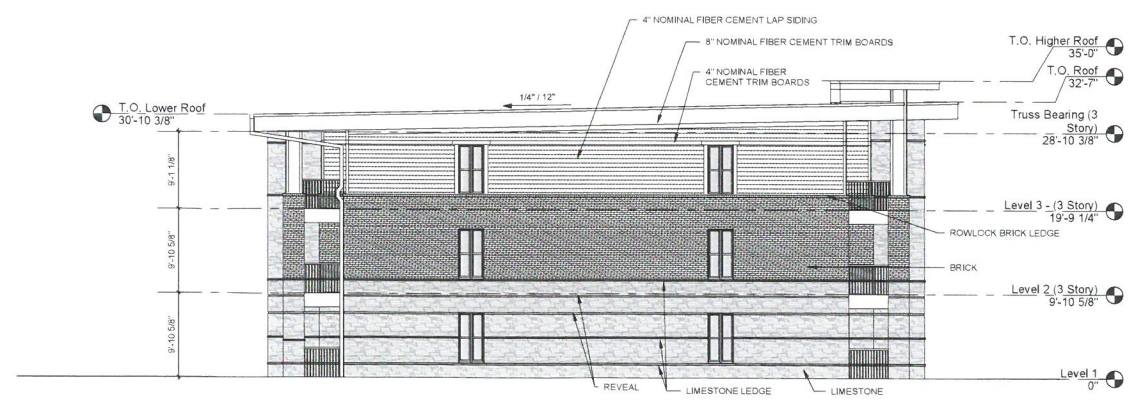 4" NOMINAL FIBER CEMENT LAP SIDING
8" NOMINAL FIBER CEMENT TRIM BOARDS
4" NOMINAL FIBER
CEMENT TRIM BOARDS
1/4" / 12"
T.O. Higher Roof
35'-0"
T.O. Roof
32'-7"
T.O. Lower Roof
30'-10 3/8"
Truss Bearing (3
Story)
28'-10 3/8"
9'-1 1/8"
Level 3 - (3 Story)
19'-9 1/4"
ROWLOCK BRICK LEDGE
9'-10 5/8"
BRICK
Level 2 (3 Story)
9'-10 5/8"
9'-10 5/8"
Level 1
0"
REVEAL
LIMESTONE LEDGE
LIMESTONE